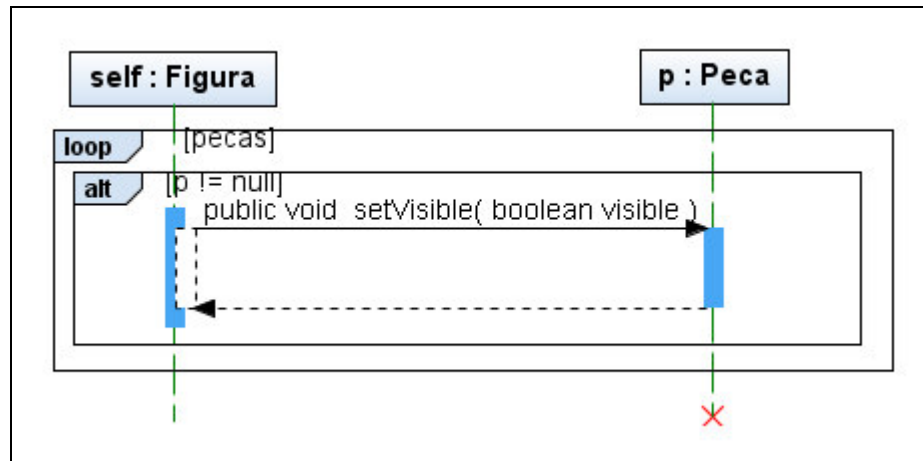 self : Figura
p : Peca
loop [pecas]
alt [p != null]
public void setVisible( boolean visible )